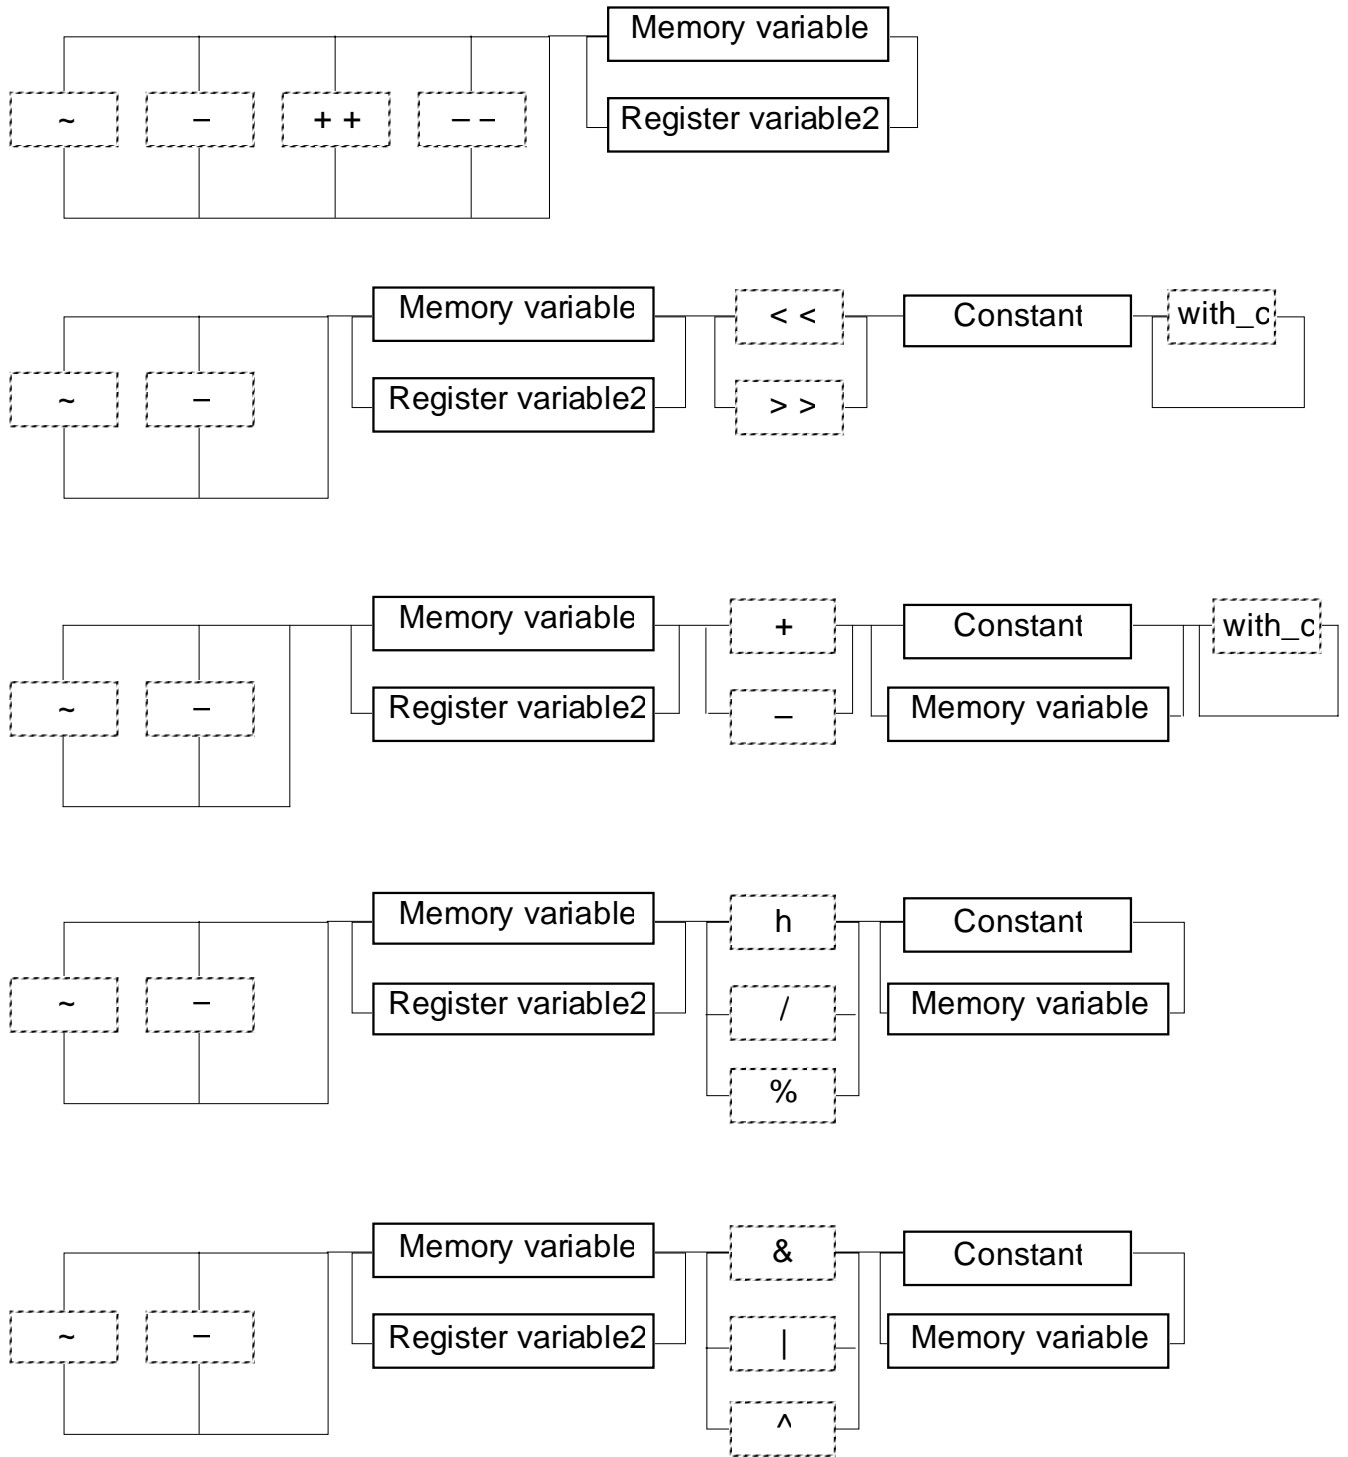 Memory variable
~ – ++ – –
Register variable2
Memory variable << Constant with_c
~ – Register variable2 >>
Memory variable + Constant with_c
~ – Register variable2 – Memory variable
Memory variable h Constant
~ – Register variable2 / Memory variable
%
Memory variable & Constant
~ – Register variable2 | Memory variable
^